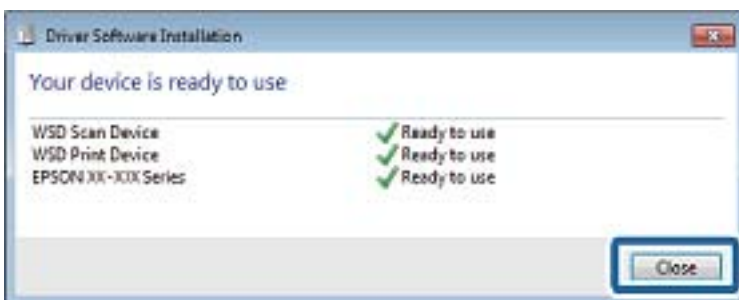 Driver Software Installation
Your device is ready to use
WSD Scan Device Ready to use
WSD Print Device Ready to use
EPSON XX-XXX Series Ready to use
Close